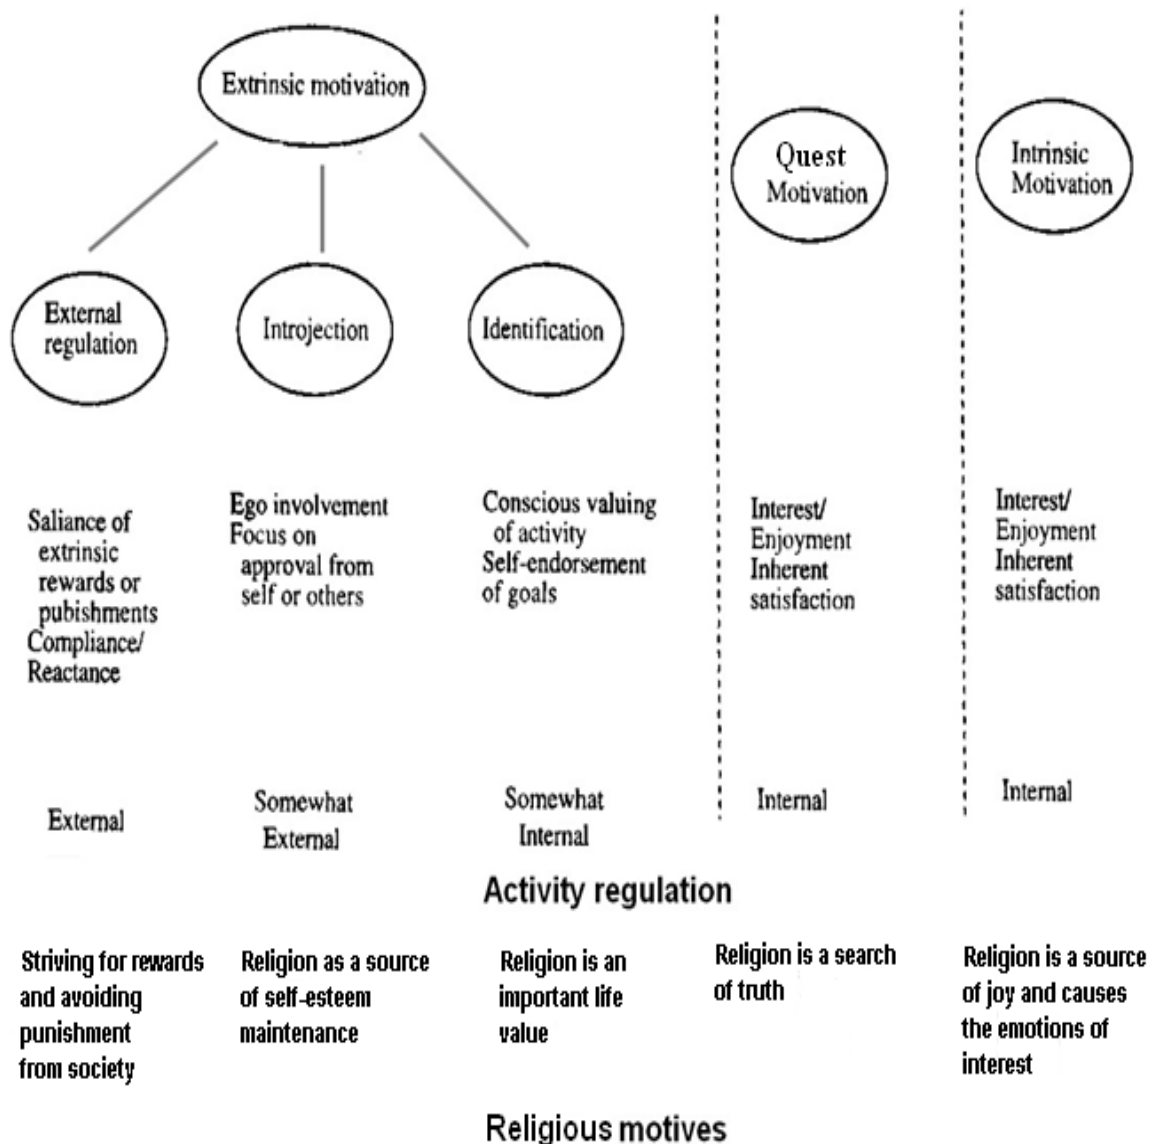 Extrinsic motivation
Quest
Motivation
Intrinsic
Motivation
External
regulation
Introjection
Identification
Saliance of
extrinsic
rewards or
pubishments
Compliance/
Reactance
Ego involvement
Focus on
approval from
self or others
Conscious valuing
of activity
Self-endorsement
of goals
Interest/
Enjoyment
Inherent
satisfaction
Interest/
Enjoyment
Inherent
satisfaction
External
Somewhat
External
Somewhat
Internal
Internal
Internal
Activity regulation
Striving for rewards
and avoiding
punishment
from society
Religion as a source
of self-esteem
maintenance
Religion is an
important life
value
Religion is a search
of truth
Religion is a source
of joy and causes
the emotions of
interest
Religious motives